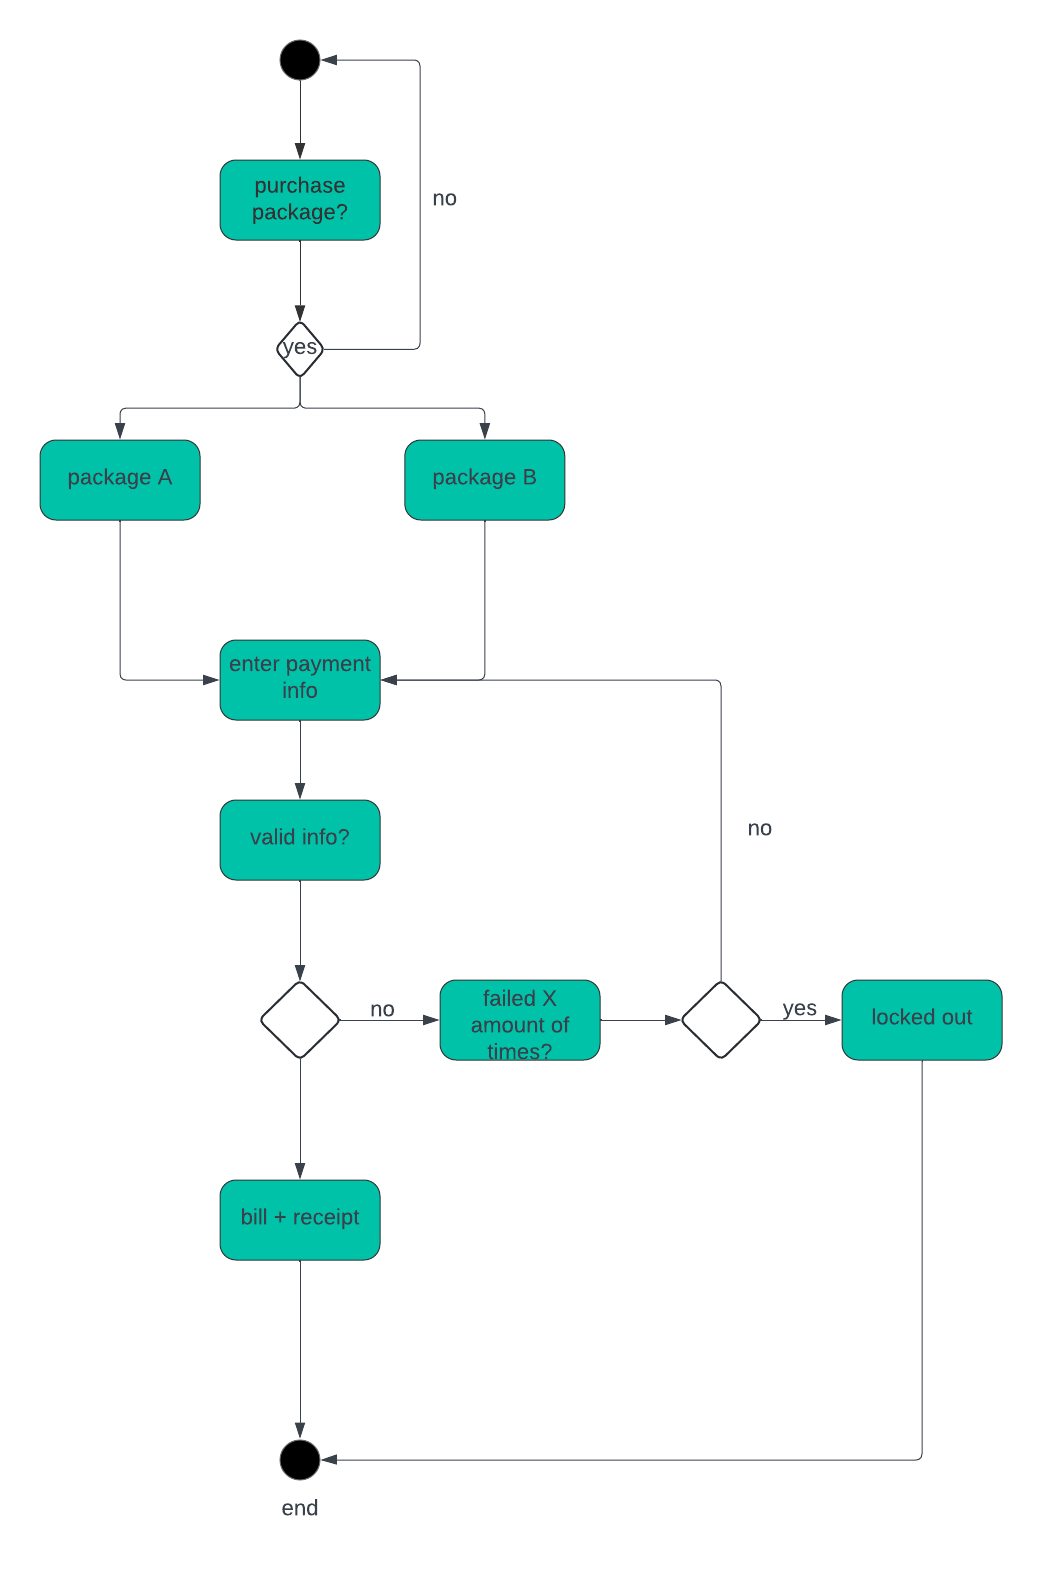 purchase
package?
no
yes
package A
package B
enter payment
info
no
valid info?
no
failed X
amount of
times?
yes
locked out
bill + receipt
end